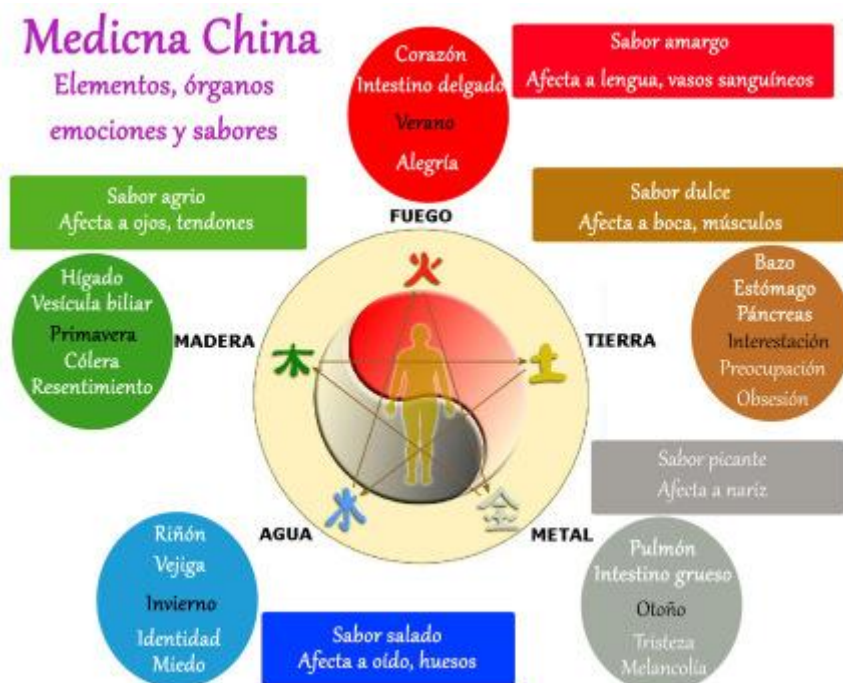 Medicna China
Elementos, órganos
emociones y sabores
Corazón
Intestino delgado
Verano
Alegría
Sabor amargo
Afecta a lengua, vasos sanguíneos
Sabor agrio
Afecta a ojos, tendones
FUEGO
Sabor dulce
Afecta a boca, músculos
火
Hígado
Vesícula biliar
Primavera
Cólera
Resentimiento
MADERA
木
土
TIERRA
Bazo
Estómago
Páncreas
Interestación
Preocupación
Obsesión
Sabor picante
Afecta a nariz
AGUA
水
金
METAL
Riñón
Vejiga
Invierno
Identidad
Miedo
Sabor salado
Afecta a oído, huesos
Pulmón
Intestino grueso
Otoño
Tristeza
Melancolía